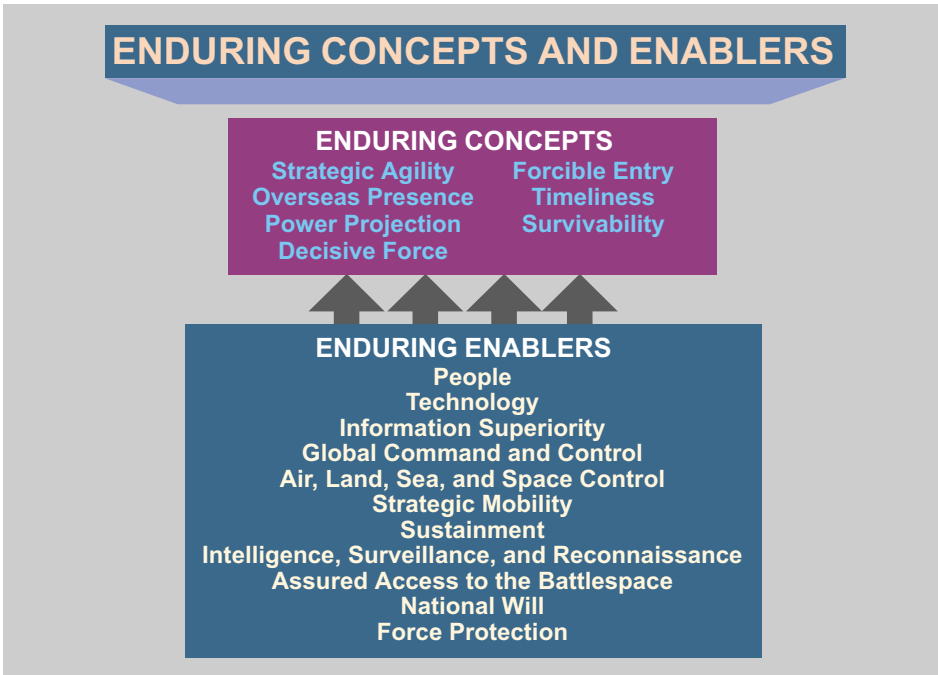 ENDURING CONCEPTS AND ENABLERS
ENDURING CONCEPTS
Strategic Agility
Overseas Presence
Power Projection
Decisive Force
Forcible Entry
Timeliness
Survivability
ENDURING ENABLERS
People
Technology
Information Superiority
Global Command and Control
Air, Land, Sea, and Space Control
Strategic Mobility
Sustainment
Intelligence, Surveillance, and Reconnaissance
Assured Access to the Battlespace
National Will
Force Protection